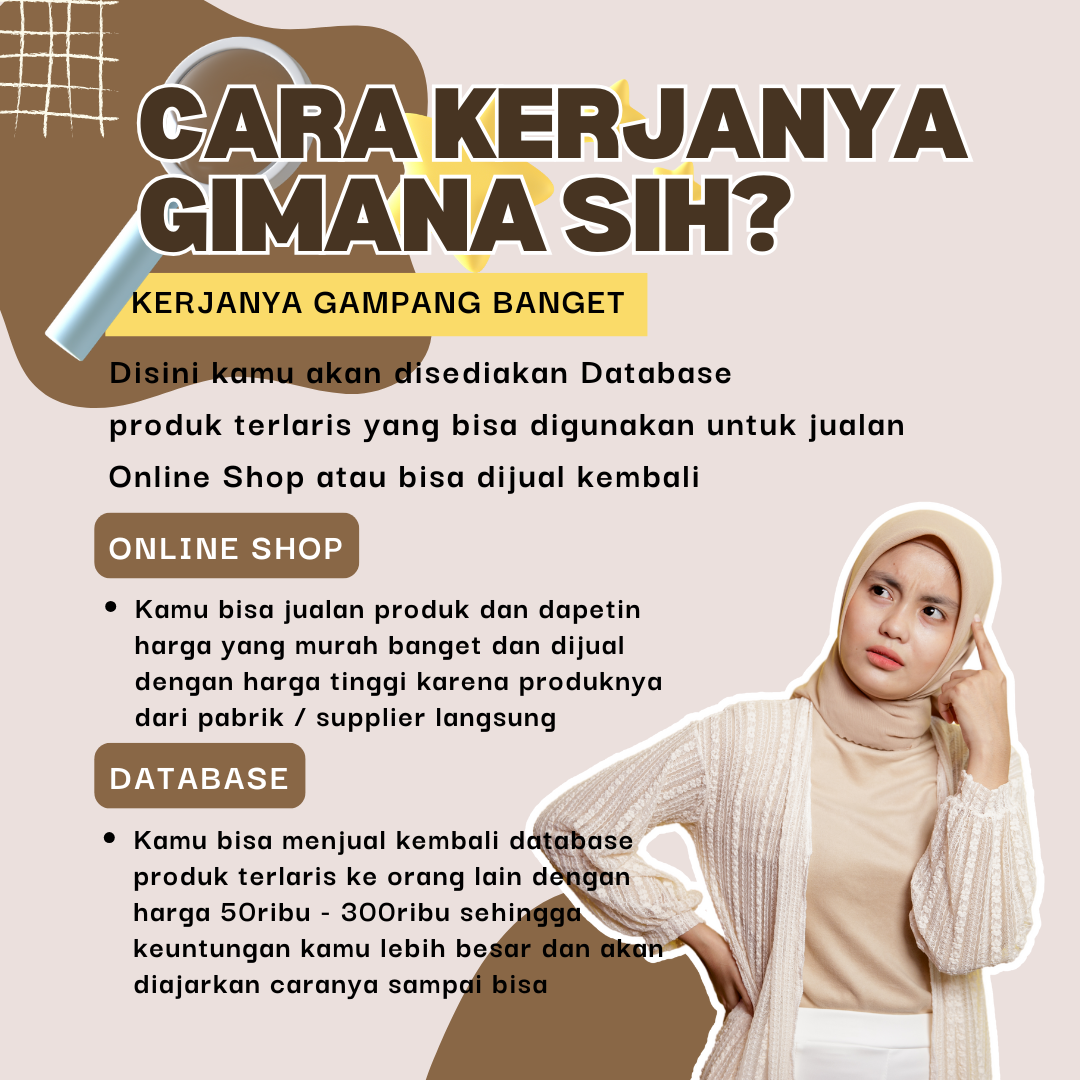 CARA KERJANYA
GIMANA SIH?
KERJANYA GAMPANG BANGET
Disini kamu akan disediakan Database
produk terlaris yang bisa digunakan untuk jualan
Online Shop atau bisa dijual kembali
ONLINE SHOP
• Kamu bisa jualan produk dan dapetin
harga yang murah banget dan dijual
dengan harga tinggi karena produknya
dari pabrik / supplier langsung
DATABASE
• Kamu bisa menjual kembali database
produk terlaris ke orang lain dengan
harga 50ribu - 300ribu sehingga
keuntungan kamu lebih besar dan akan
diajarkan caranya sampai bisa